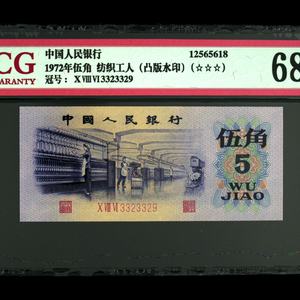 CG
WARRANTY
中国人民银行 12565618
1972年伍角 纺织工人（凸版水印）（☆☆☆）
冠号： X VIII VI 3323329
68
中国人民银行
伍角
5
WU
JIAO
X VIII VI 3323329